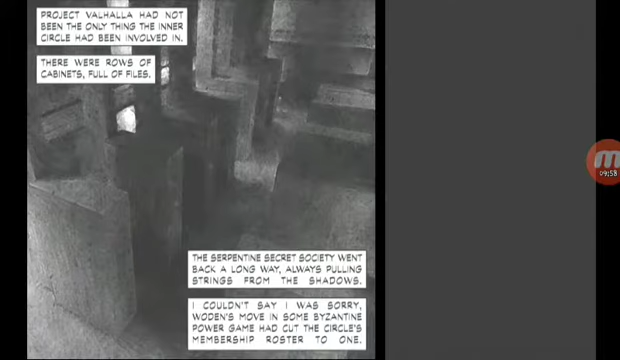 PROJECT VALHALLA HAD NOT
BEEN THE ONLY THING THE INNER
CIRCLE HAD BEEN INVOLVED IN.
THERE WERE ROWS OF
CABINETS, FULL OF FILES.
THE SERPENTINE SECRET SOCIETY WENT
BACK A LONG WAY, ALWAYS PULLING
STRINGS FROM THE SHADOWS.
I COULDN'T SAY I WAS SORRY,
WODEN'S MOVE IN SOME BYZANTINE
POWER GAME HAD CUT THE CIRCLE'S
MEMBERSHIP ROSTER TO ONE.
09:58